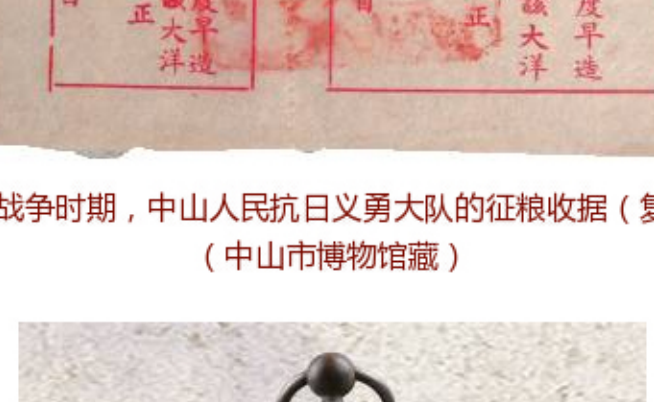 度早造
該大洋
正
度早造
該大洋
正
战争时期，中山人民抗日义勇大队的征粮收据（复
（中山市博物馆藏）